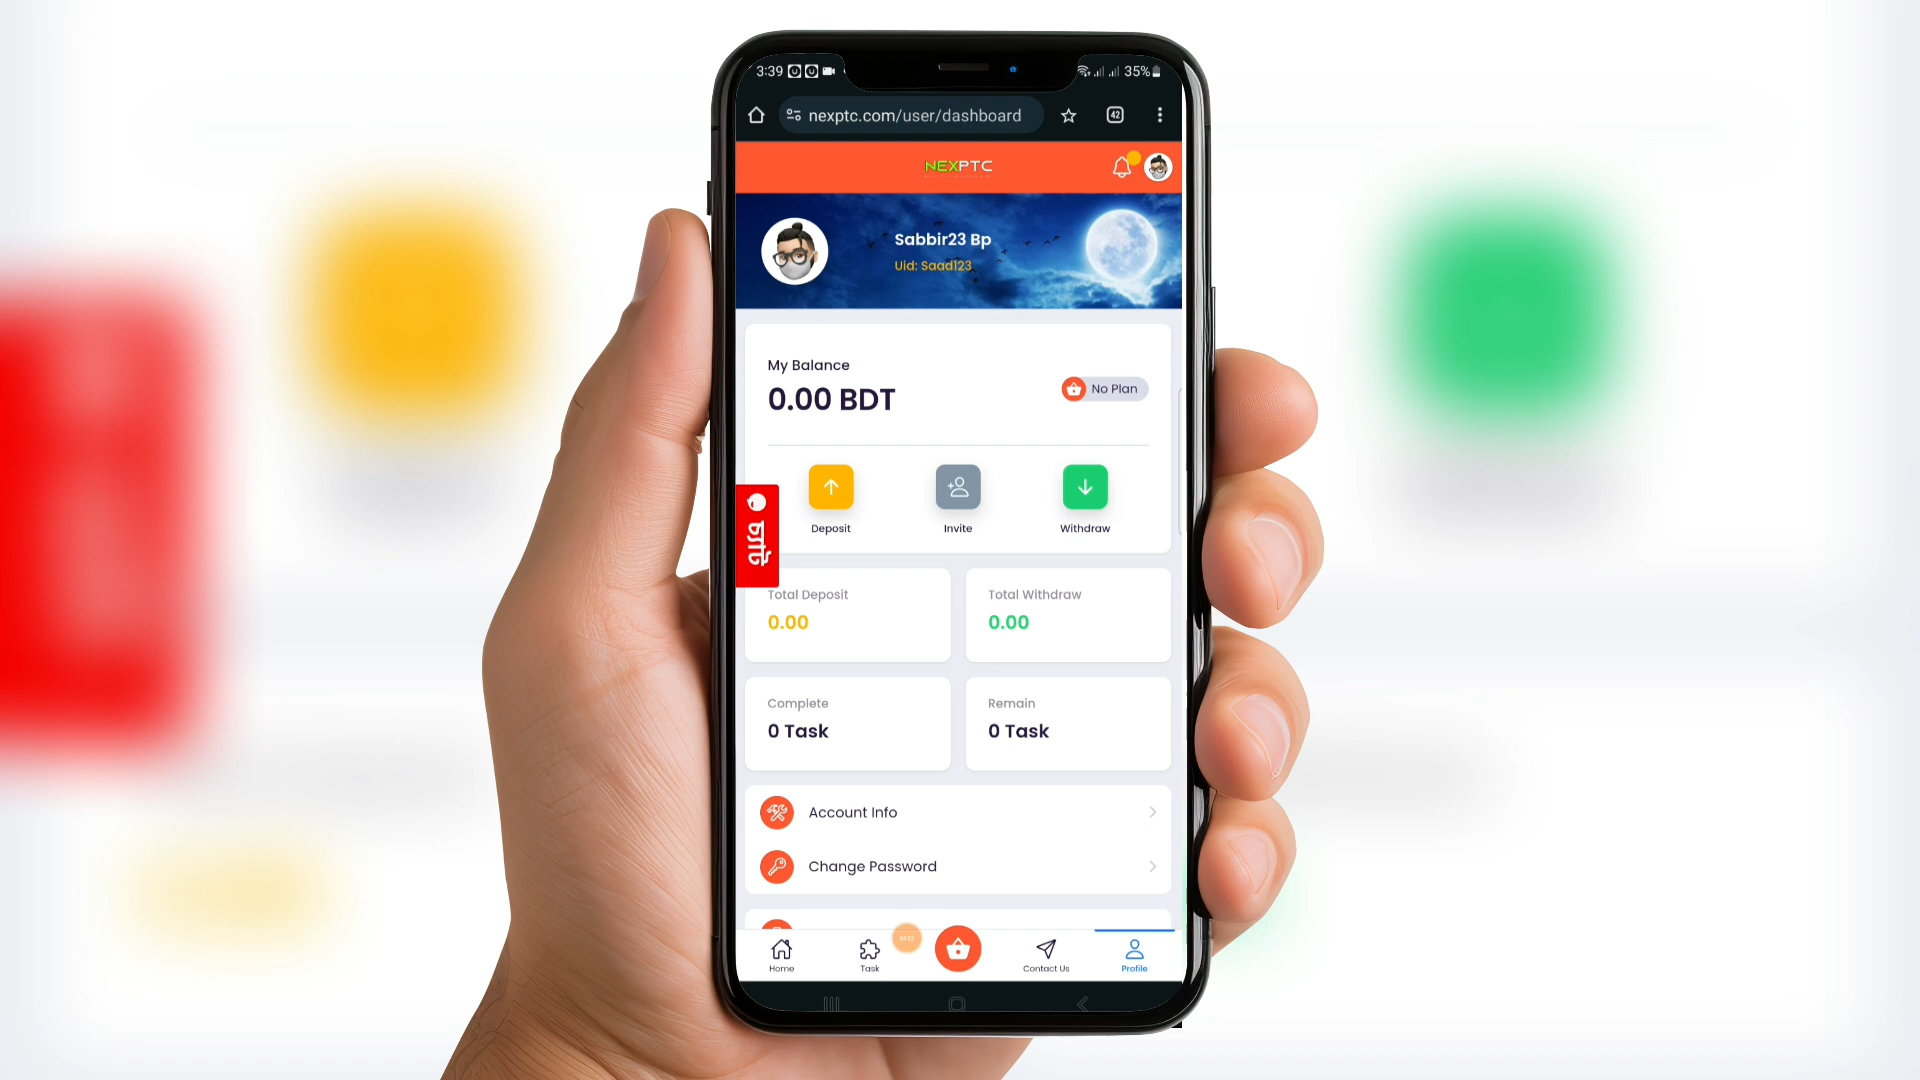 3:39
35%
nexptc.com/user/dashboard
42
NEXPTC
Sabbir23 Bp
Uid: Saad123
My Balance
0.00 BDT
No Plan
Deposit
Invite
Withdraw
চ্যাট
Total Deposit
0.00
Total Withdraw
0.00
Complete
0 Task
Remain
0 Task
Account Info
Change Password
Home
Task
Contact Us
Profile